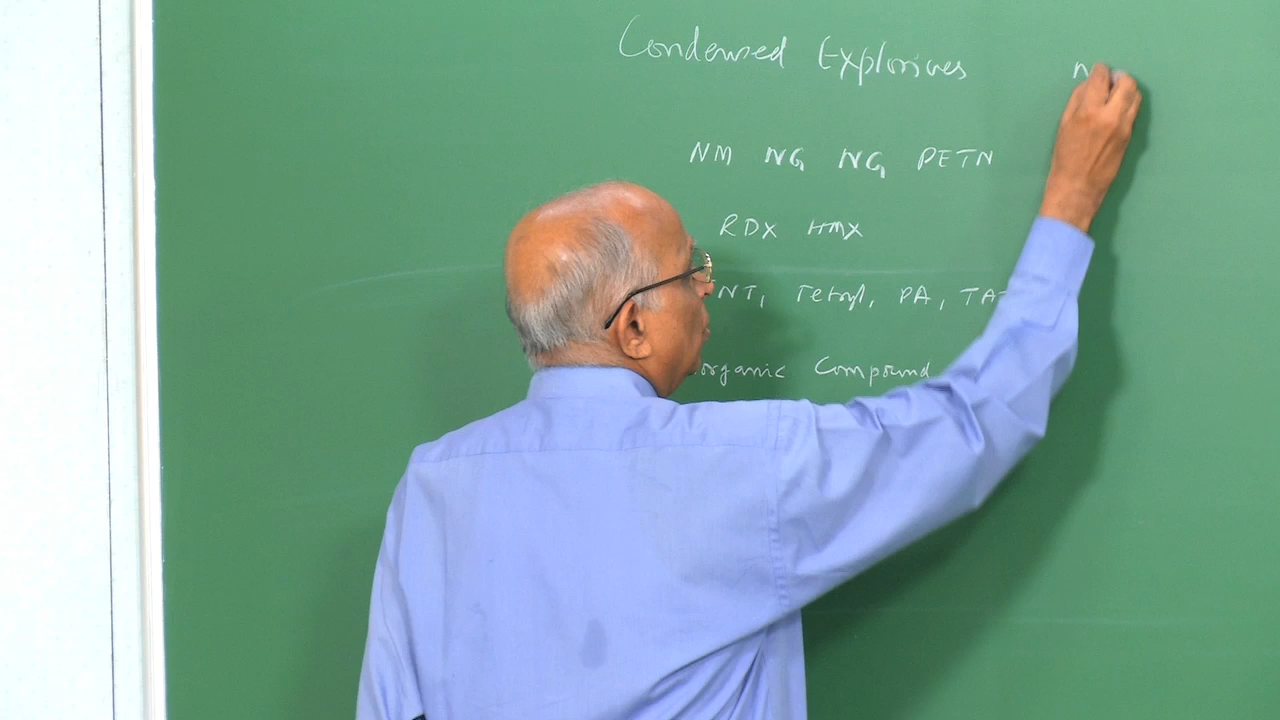 Condensed Explosives
NM NG NG PETN
RDX HMX
NT, Tetryl, PA, TA
organic Compound